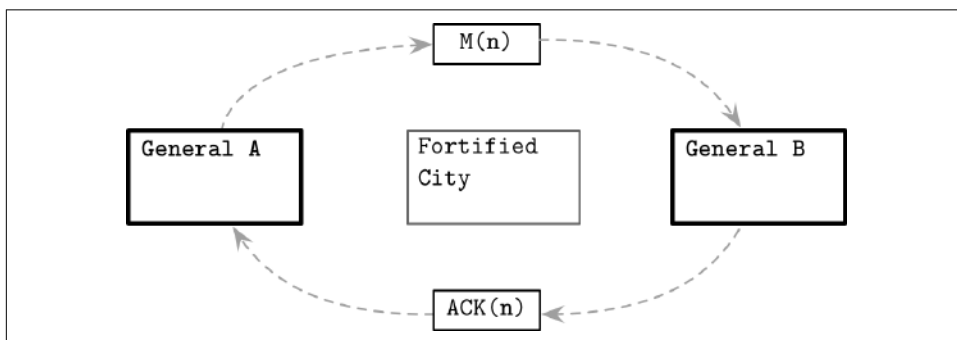 M(n)
General A
Fortified
City
General B
ACK(n)